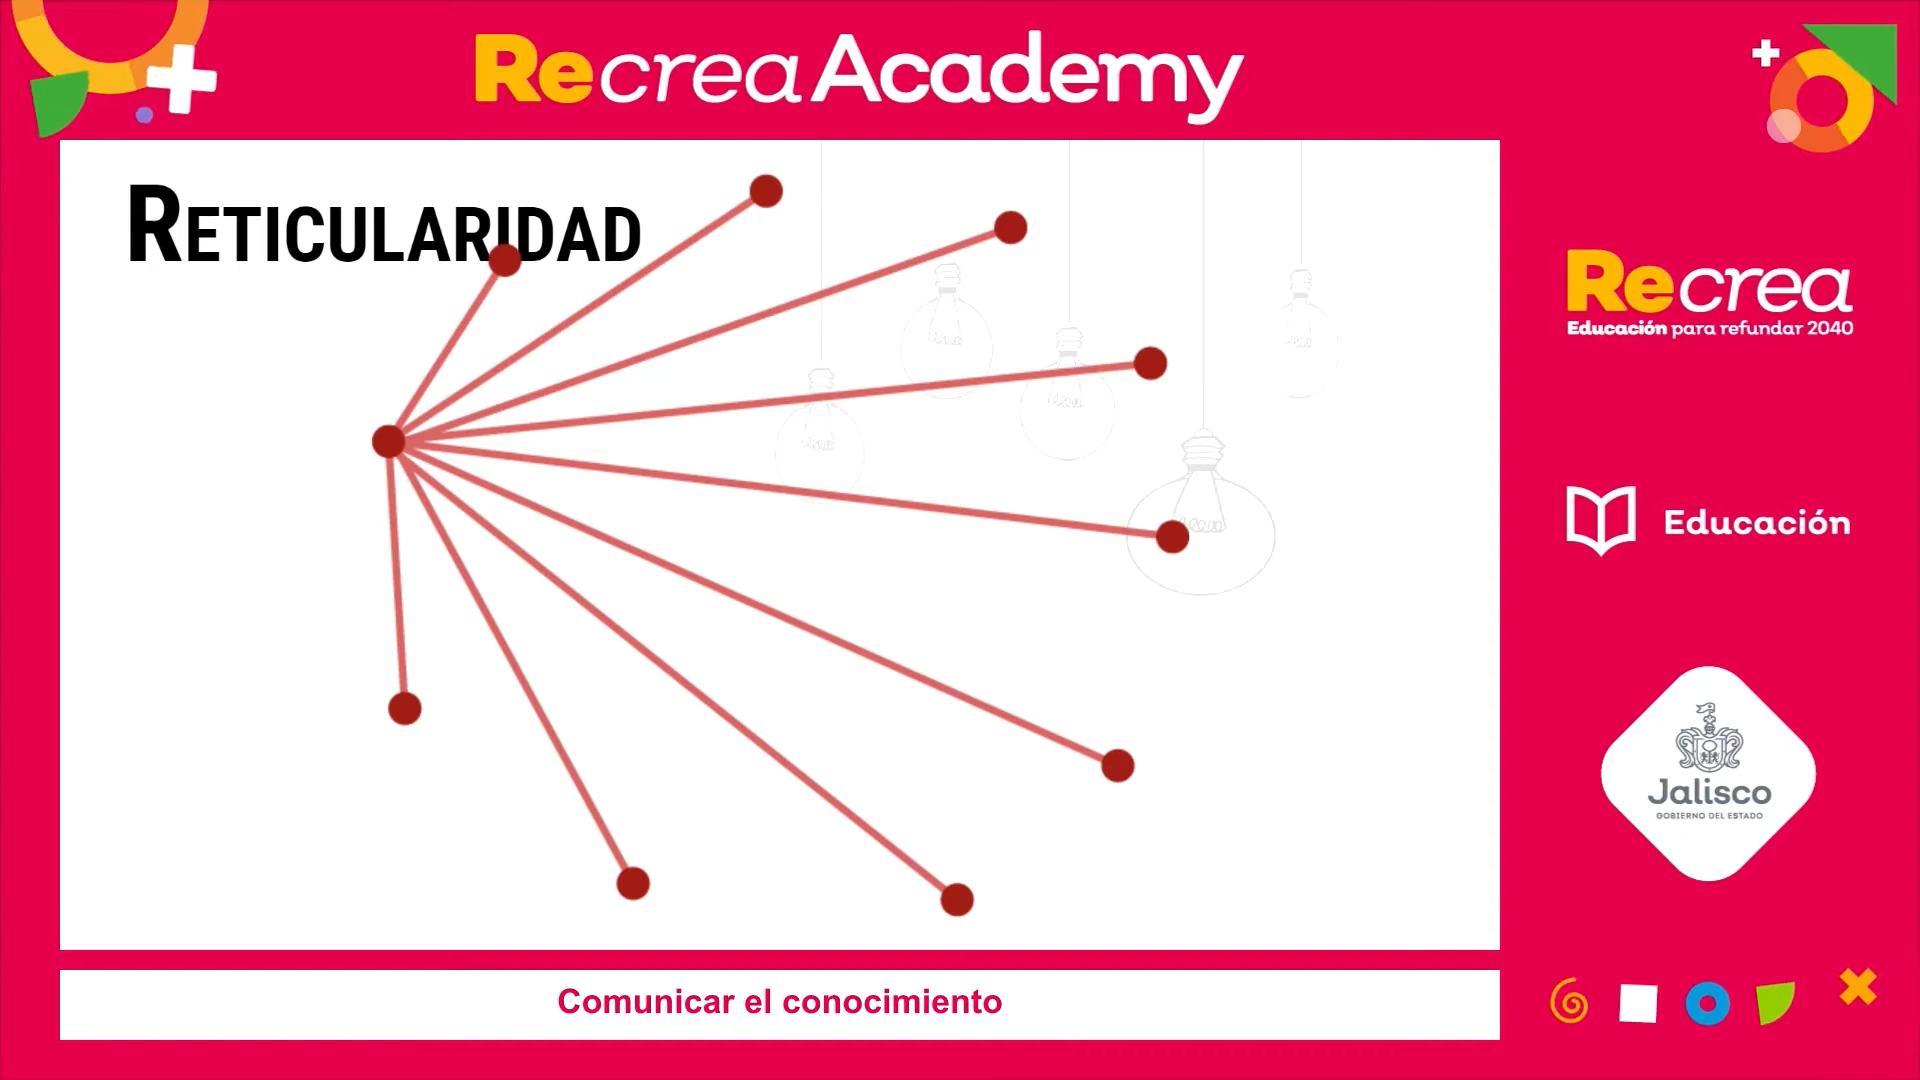 Recrea Academy
RETICULARIDAD
Recrea
Educación para refundar 2040
Educación
Jalisco
GOBIERNO DEL ESTADO
Comunicar el conocimiento